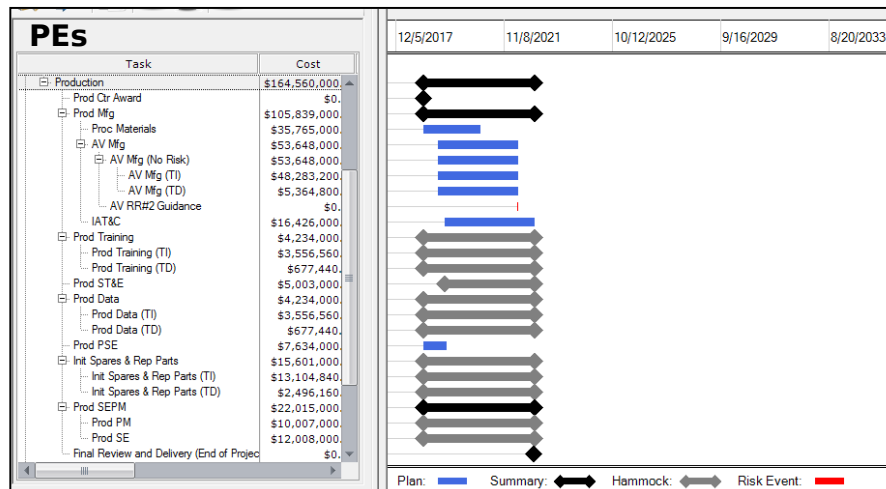 PEs
Task Cost
Production $164,560,000.
Prod Ctr Award $0.
Prod Mfg $105,839,000.
Proc Materials $35,765,000.
AV Mfg $53,648,000.
AV Mfg (No Risk) $53,648,000.
AV Mfg (TI) $48,283,200.
AV Mfg (TD) $5,364,800.
AV RR#2 Guidance $0.
IAT&C $16,426,000.
Prod Training $4,234,000.
Prod Training (TI) $3,556,560.
Prod Training (TD) $677,440.
Prod ST&E $5,003,000.
Prod Data $4,234,000.
Prod Data (TI) $3,556,560.
Prod Data (TD) $677,440.
Prod PSE $7,634,000.
Init Spares & Rep Parts $15,601,000.
Init Spares & Rep Parts (TI) $13,104,840.
Init Spares & Rep Parts (TD) $2,496,160.
Prod SEPM $22,015,000.
Prod PM $10,007,000.
Prod SE $12,008,000.
Final Review and Delivery (End of Projec $0.
12/5/2017 11/8/2021 10/12/2025 9/16/2029 8/20/2033
Plan: Summary: Hammock: Risk Event: